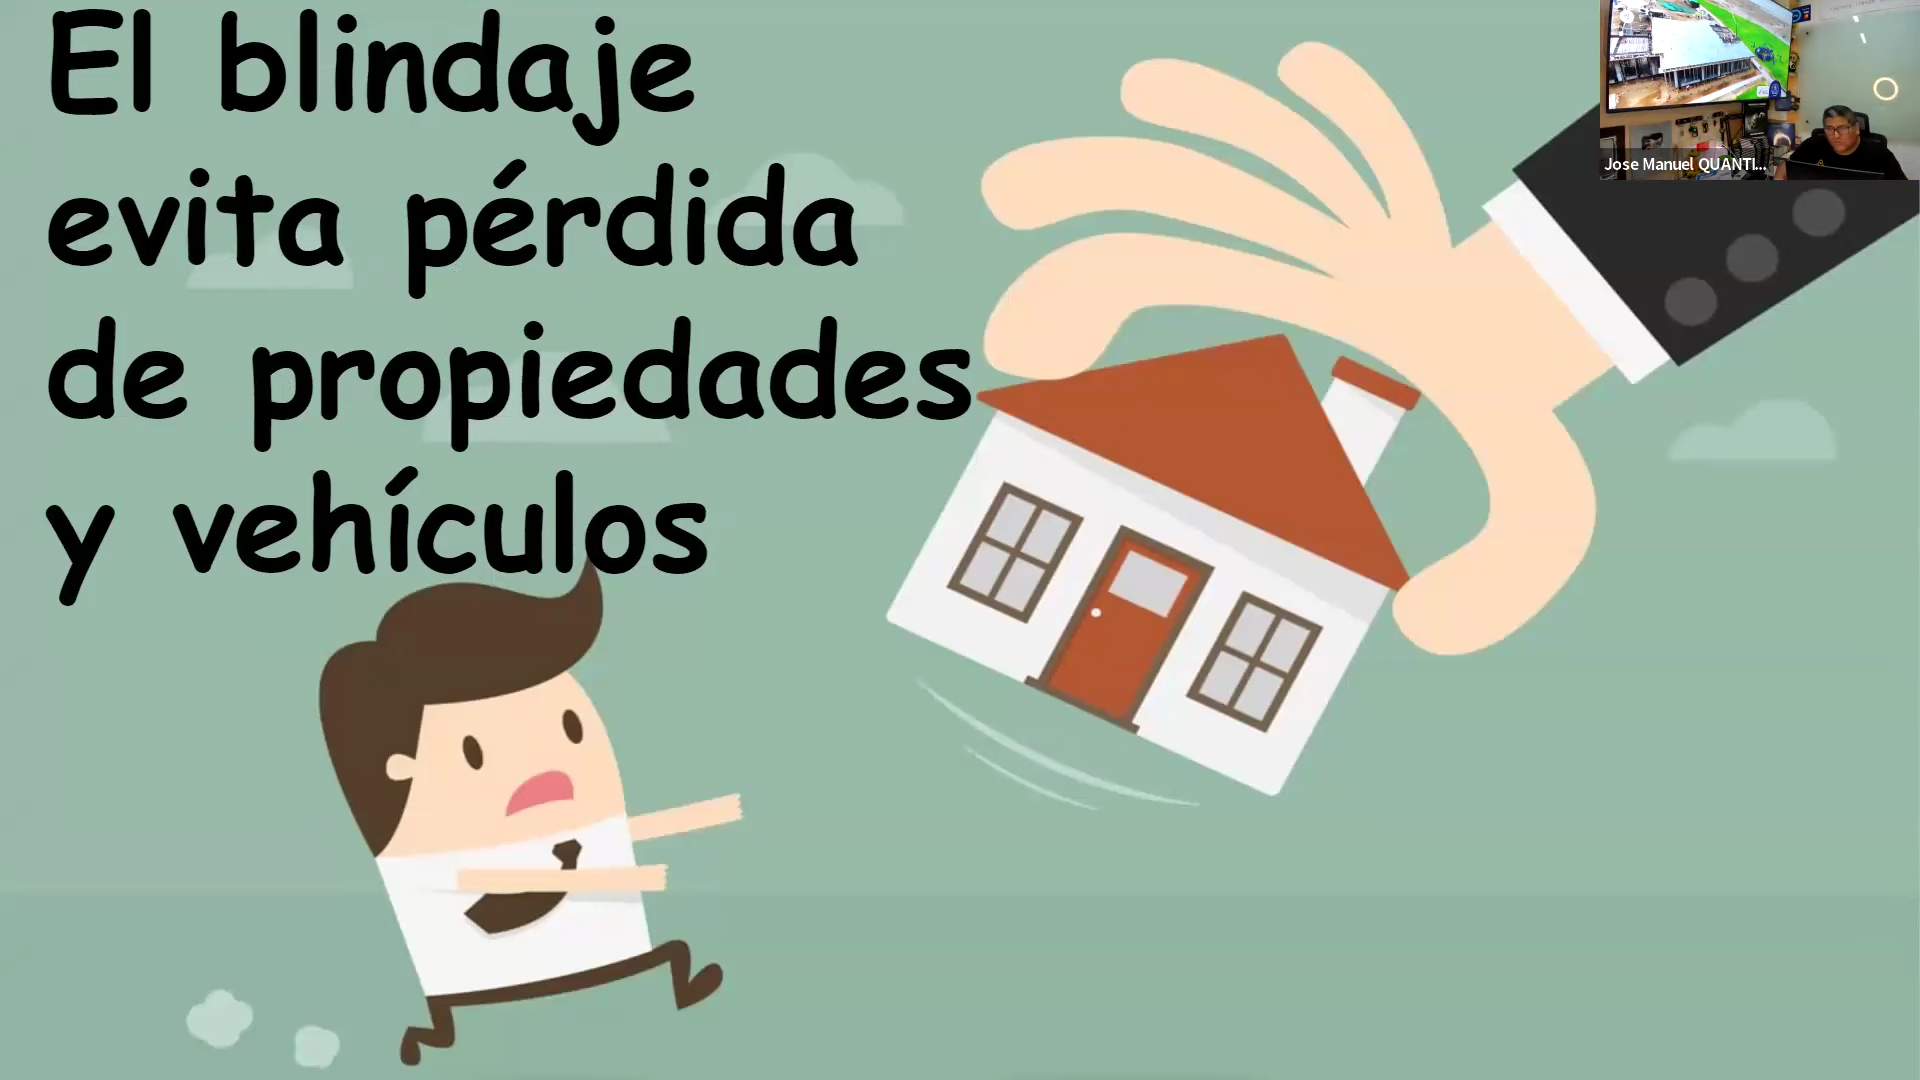 El blindaje
evita pérdida
de propiedades
y vehículos
Jose Manuel QUANTI...